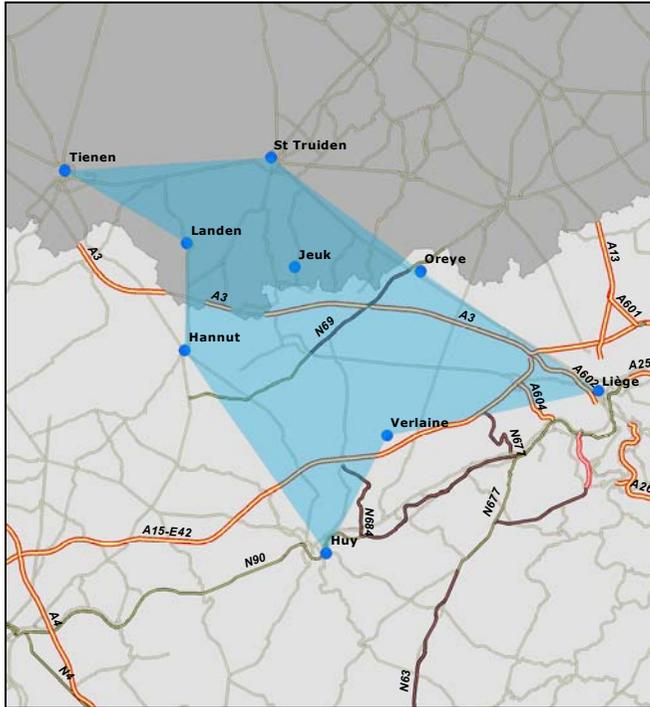 St Truiden
Tienen
Landen
A3
Jeuk
Oreye
A13
A3
A601
A3
N69
Hannut
A25
A602
Liège
A604
Verlaine
N677
A26
N684
N677
A15-E42
Huy
N90
A4
N4
N63